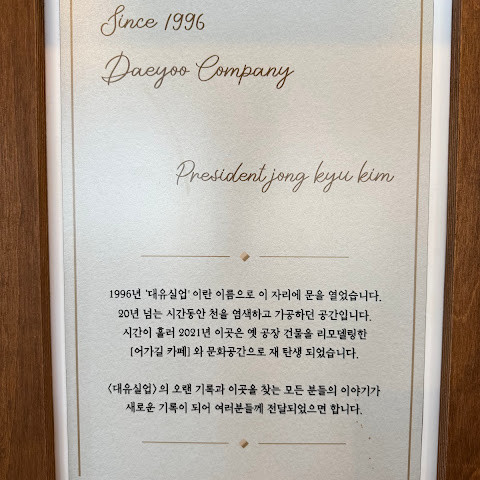 Since 1996
Daeyoo Company
President jong kyu kim
1996년 '대유실업' 이란 이름으로 이 자리에 문을 열었습니다.
20년 넘는 시간동안 천을 염색하고 가공하던 공간입니다.
시간이 흘러 2021년 이곳은 옛 공장 건물을 리모델링한
[어가길 카페] 와 문화공간으로 재 탄생 되었습니다.
〈대유실업〉의 오랜 기록과 이곳을 찾는 모든 분들의 이야기가
새로운 기록이 되어 여러분들께 전달되었으면 합니다.